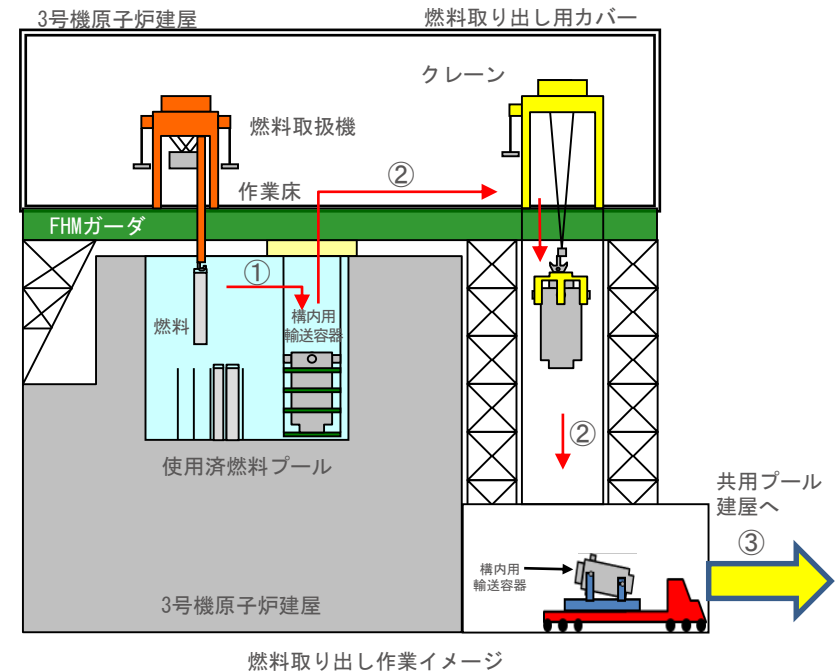 3号機原子炉建屋
燃料取り出し用カバー
クレーン
燃料取扱機
②
作業床
FHMガーダ
①
燃料
構内用
輸送容器
②
使用済燃料プール
共用プール
建屋へ
③
構内用
輸送容器
3号機原子炉建屋
燃料取り出し作業イメージ